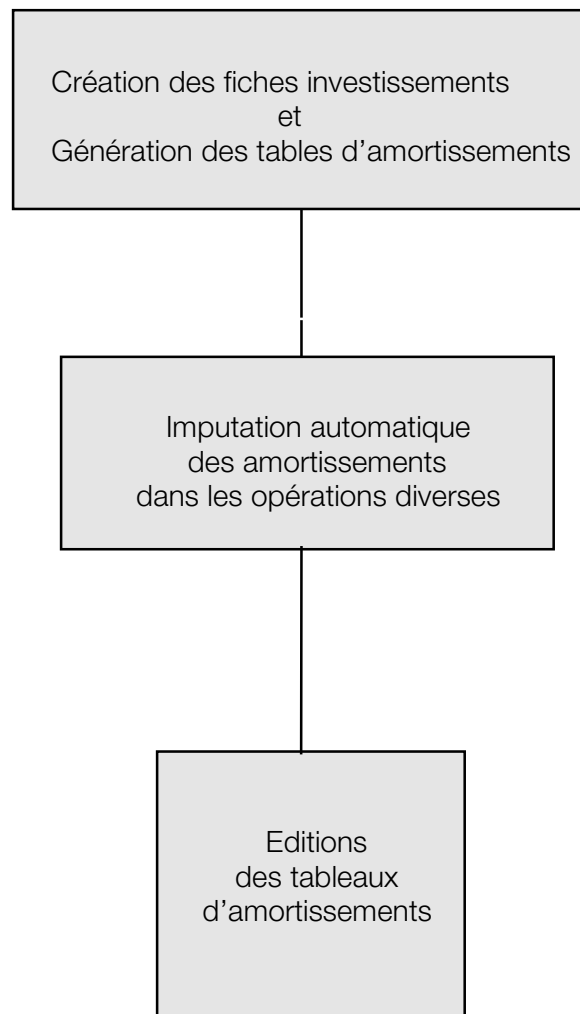 Création des fiches investissements
et
Génération des tables d’amortissements
Imputation automatique
des amortissements
dans les opérations diverses
Editions
des tableaux
d’amortissements